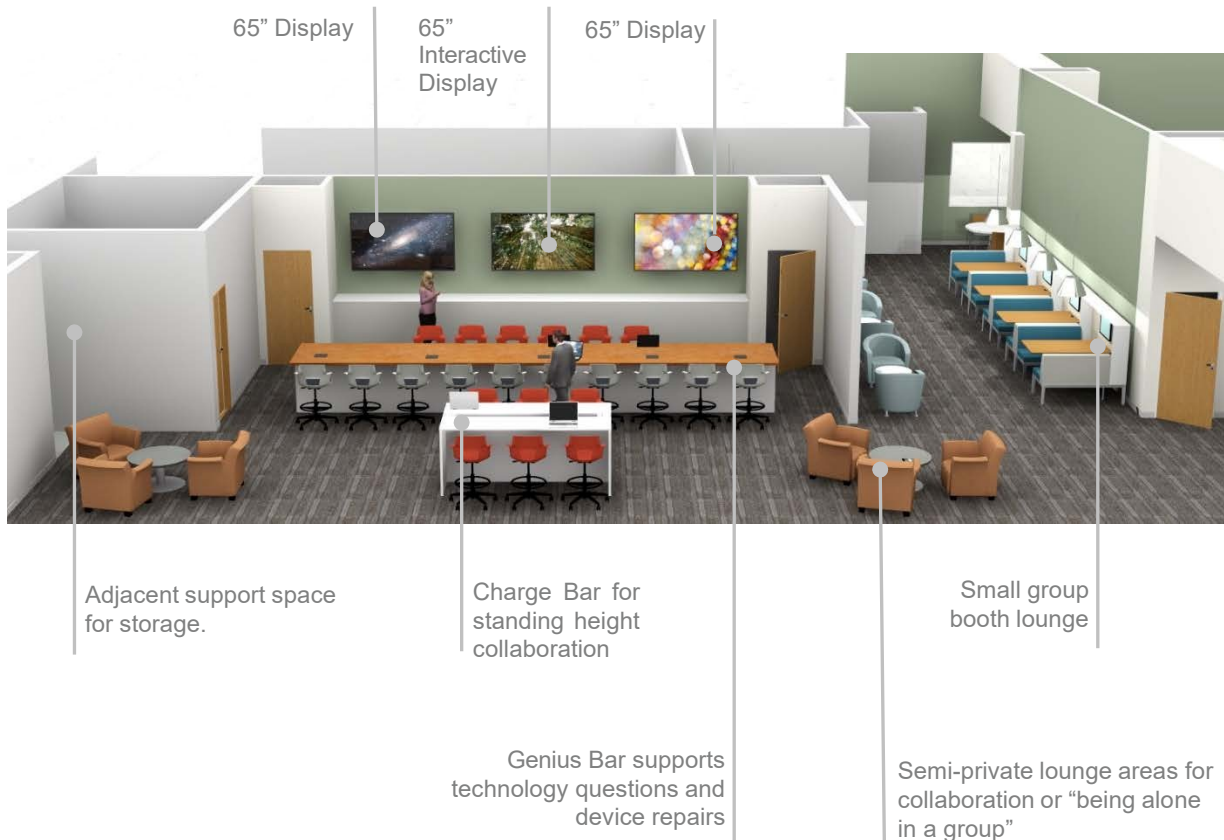 65” Display
65”
Interactive
Display
65” Display
Adjacent support space
for storage.
Charge Bar for
standing height
collaboration
Small group
booth lounge
Genius Bar supports
technology questions and
device repairs
Semi-private lounge areas for
collaboration or “being alone
in a group”